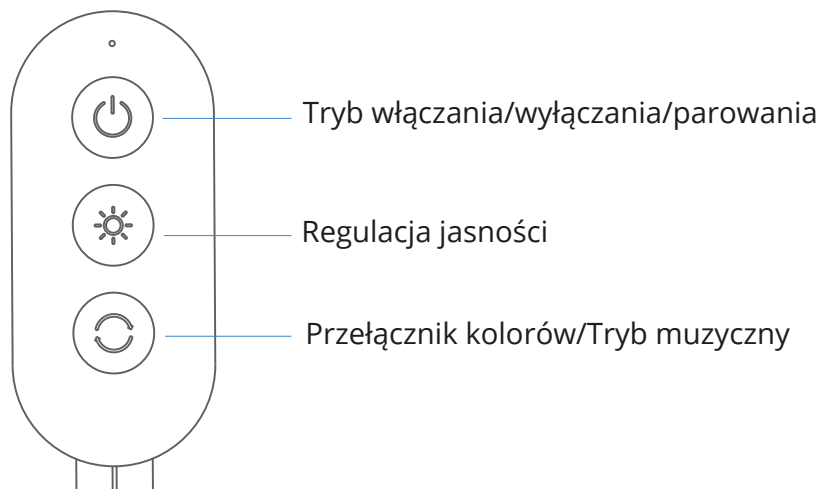 Tryb włączania/wyłączania/parowania
Regulacja jasności
Przełącznik kolorów/Tryb muzyczny